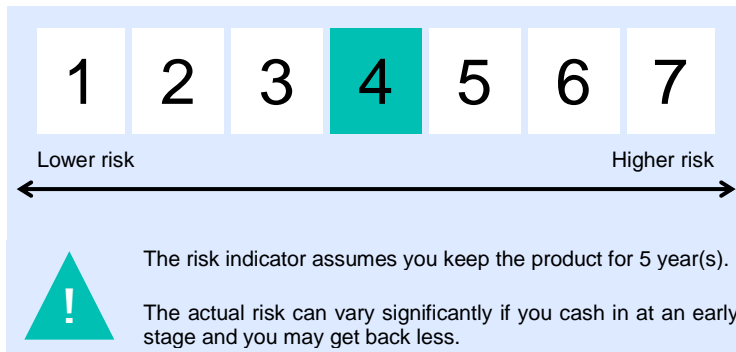 1 2 3 4 5 6 7
Lower risk Higher risk
!
The risk indicator assumes you keep the product for 5 year(s).
The actual risk can vary significantly if you cash in at an early
stage and you may get back less.